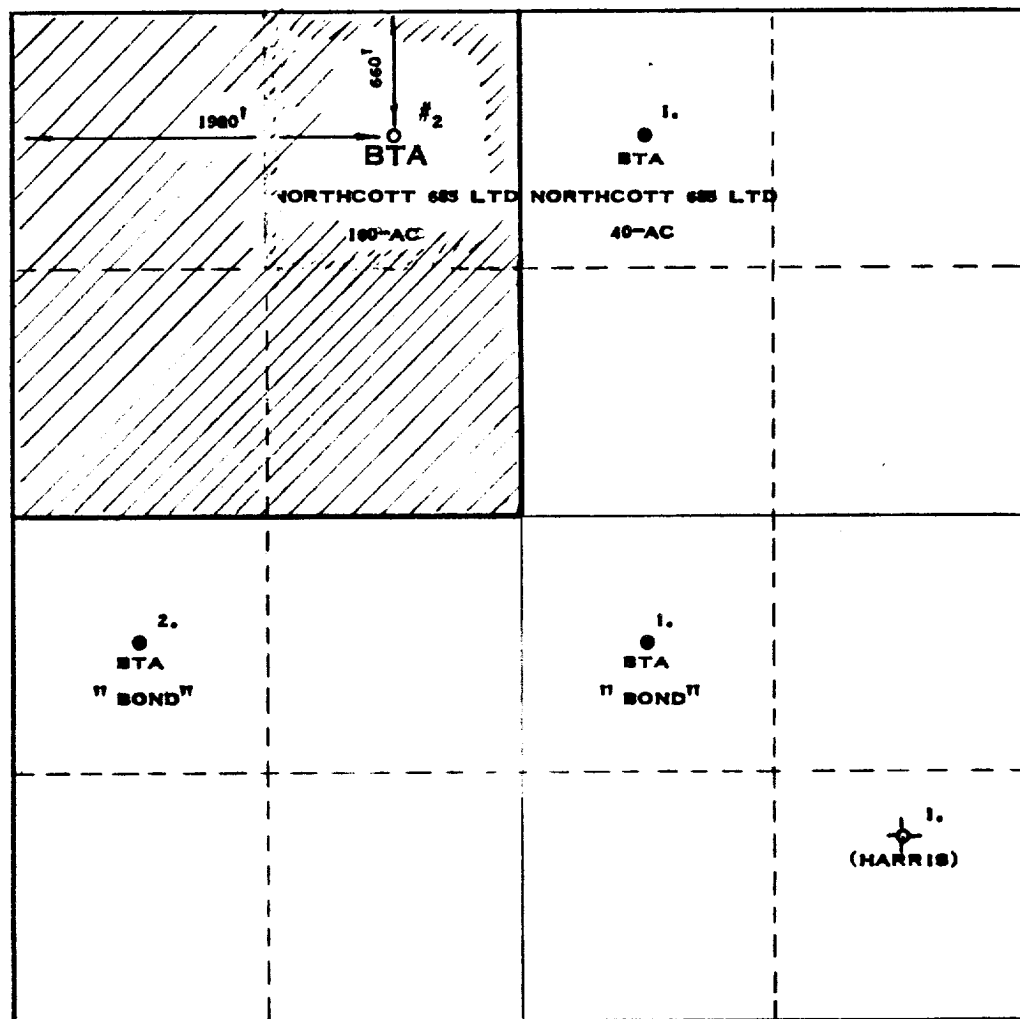 660'
1980'
#2
BTA
NORTHCOTT 685 LTD
160-AC
1.
BTA
NORTHCOTT 685 LTD
40-AC
2.
BTA
" BOND"
1.
BTA
" BOND"
1.
(HARRIS)